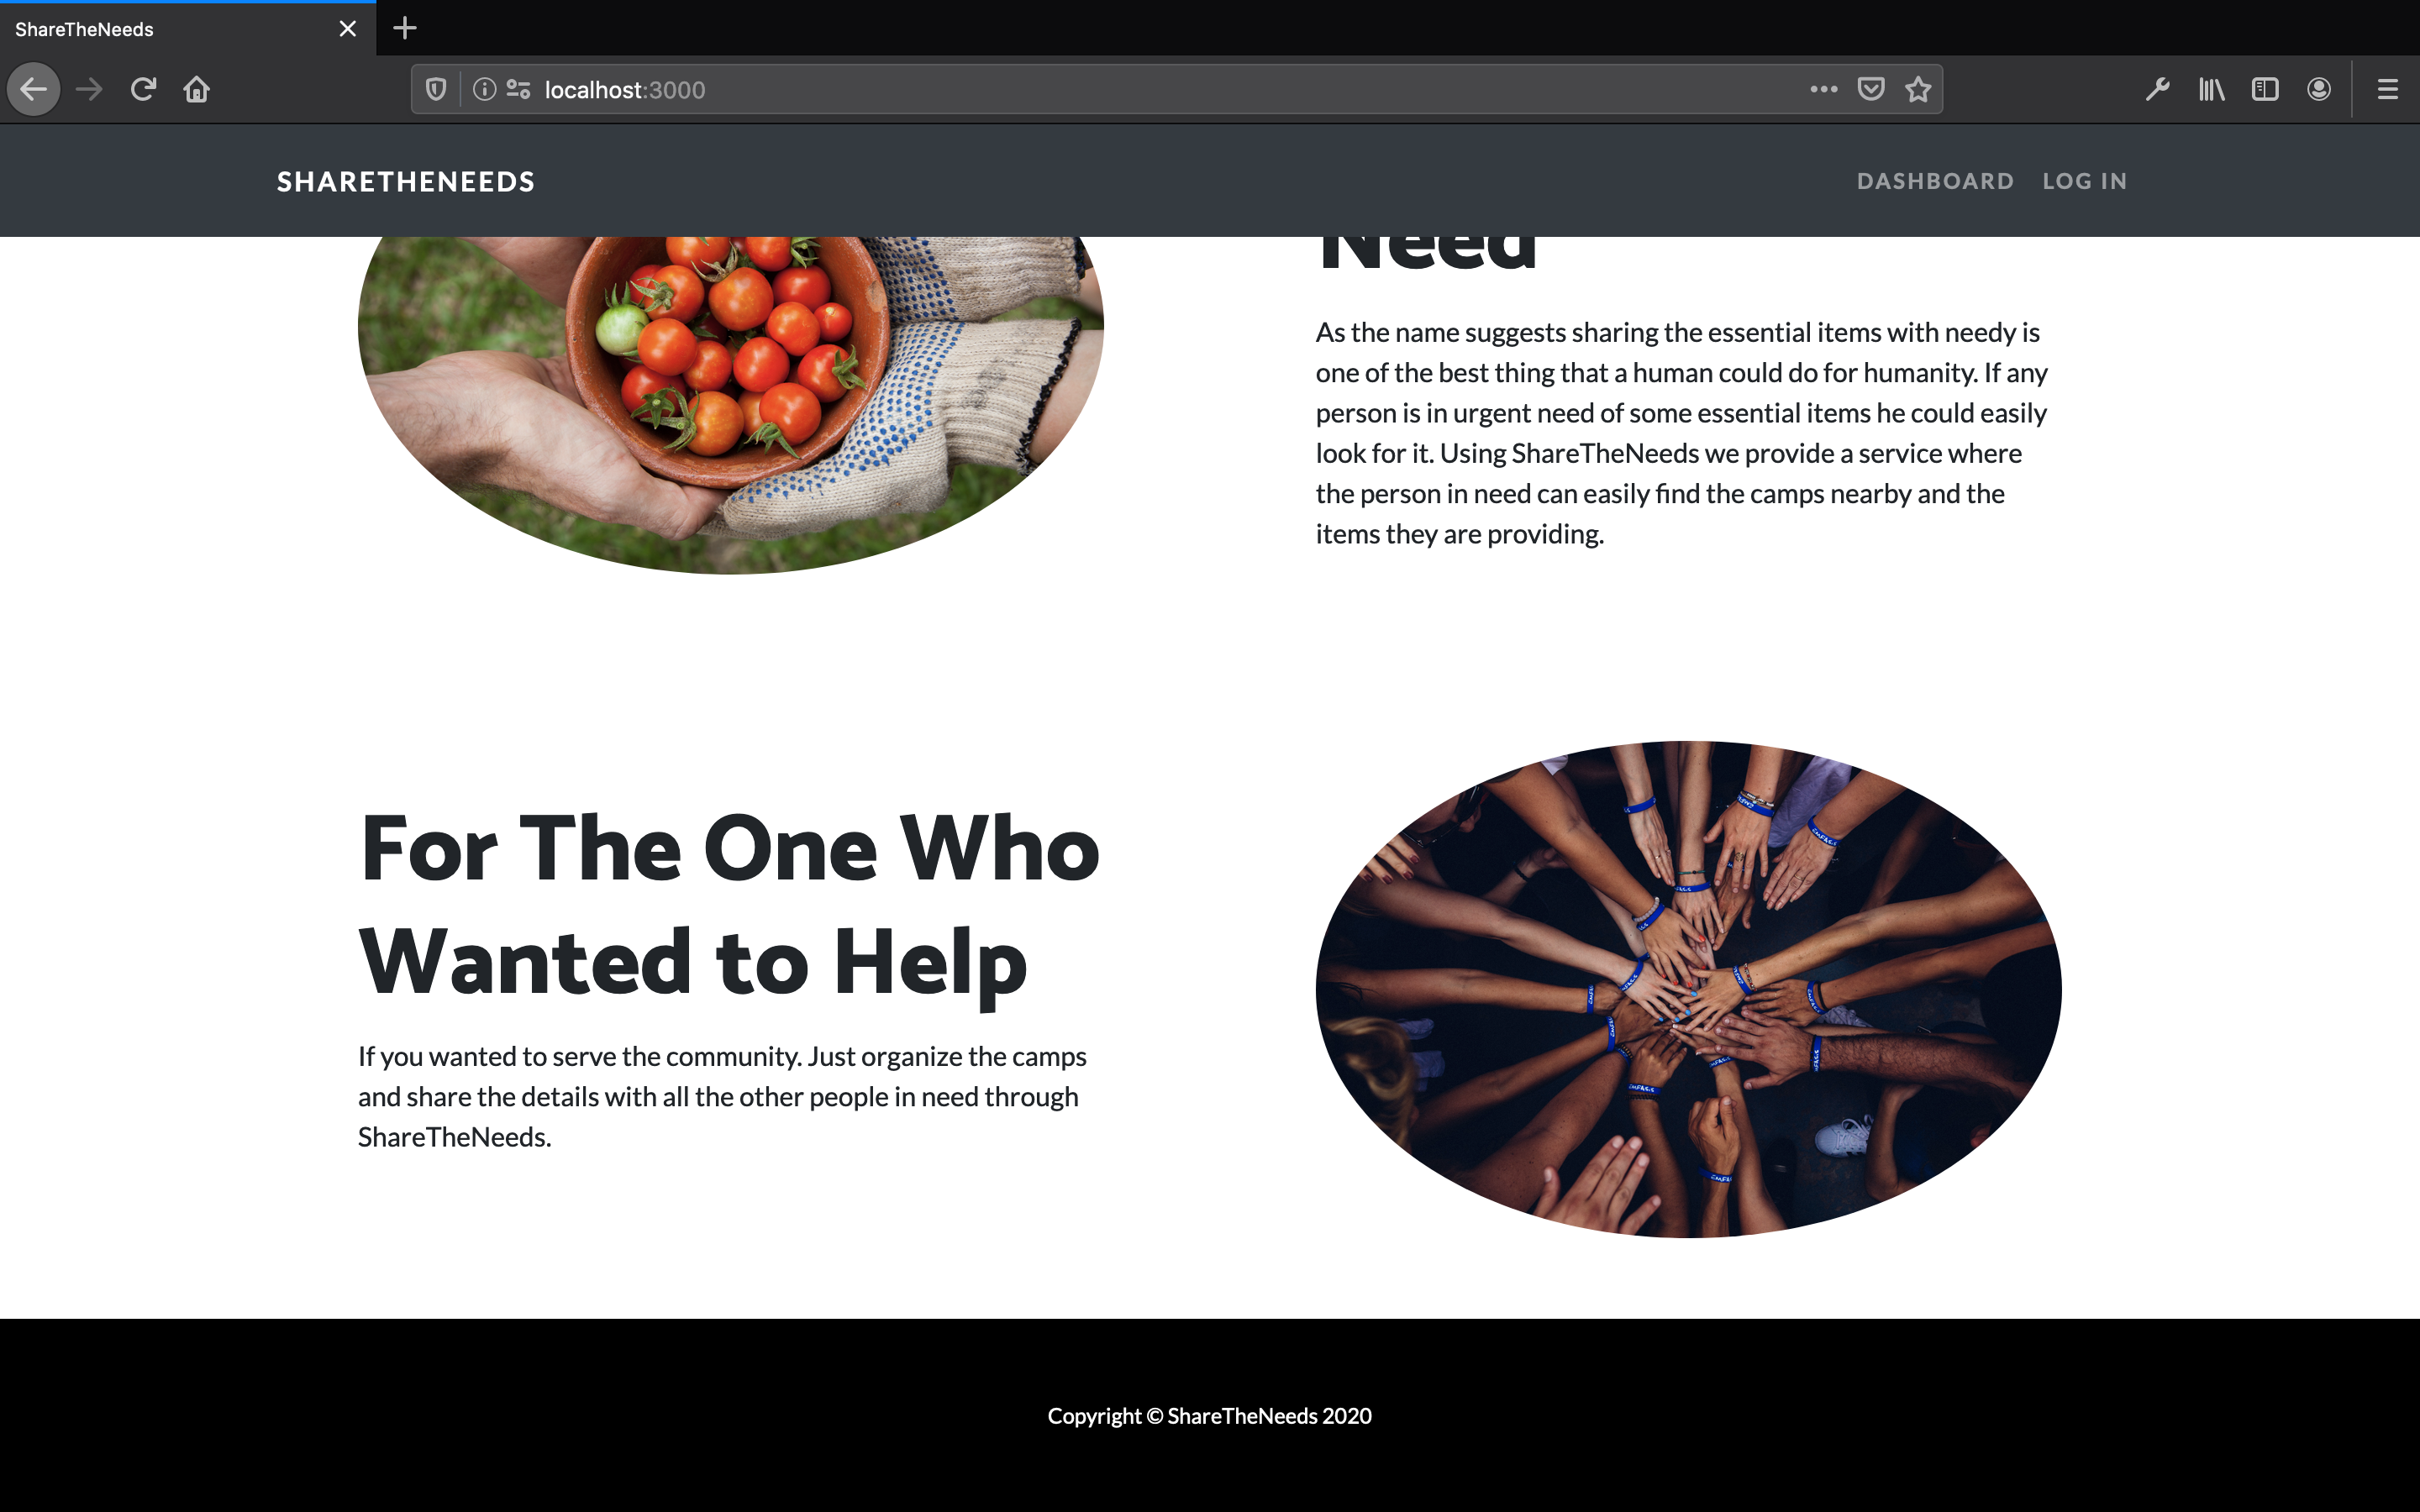 ShareTheNeeds
localhost:3000
SHARETHENEEDS
DASHBOARD LOG IN
Need
As the name suggests sharing the essential items with needy is
one of the best thing that a human could do for humanity. If any
person is in urgent need of some essential items he could easily
look for it. Using ShareTheNeeds we provide a service where
the person in need can easily find the camps nearby and the
items they are providing.
For The One Who
Wanted to Help
If you wanted to serve the community. Just organize the camps
and share the details with all the other people in need through
ShareTheNeeds.
Copyright © ShareTheNeeds 2020